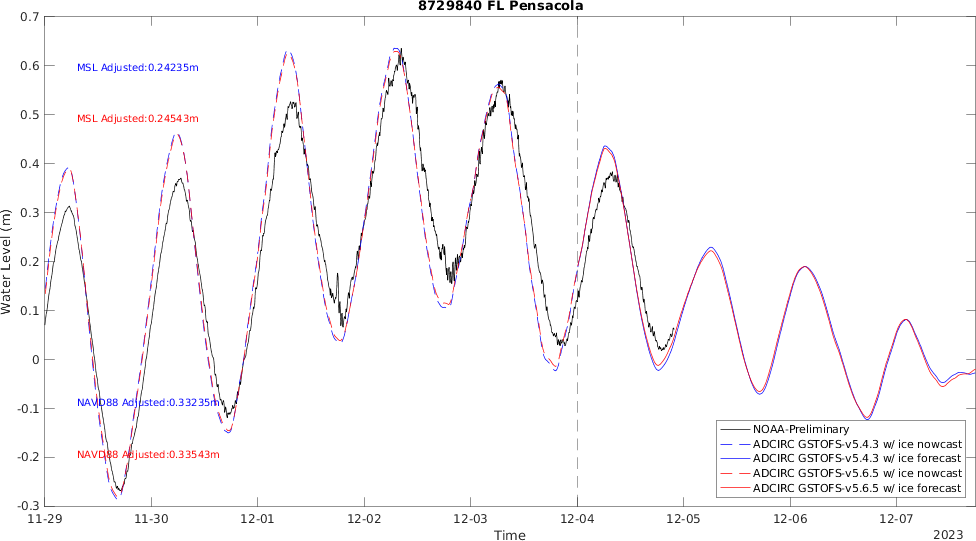 8729840 FL Pensacola
0.7
0.6
0.5
0.4
0.3
0.2
0.1
0
-0.1
-0.2
-0.3
Water Level (m)
MSL Adjusted:0.24235m
MSL Adjusted:0.24543m
NAVD88 Adjusted:0.33235m
NAVD88 Adjusted:0.33543m
NOAA-Preliminary
ADCIRC GSTOFS-v5.4.3 w/ ice nowcast
ADCIRC GSTOFS-v5.4.3 w/ ice forecast
ADCIRC GSTOFS-v5.6.5 w/ ice nowcast
ADCIRC GSTOFS-v5.6.5 w/ ice forecast
11-29 11-30 12-01 12-02 12-03 12-04 12-05 12-06 12-07
Time
2023